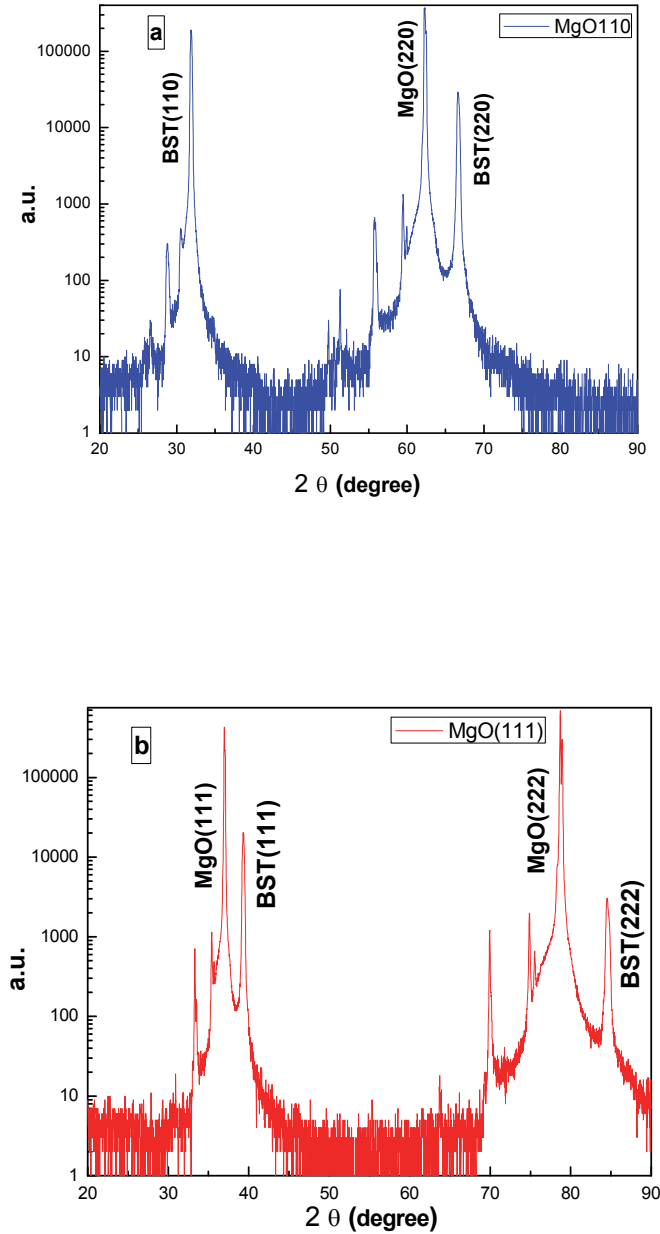 a
MgO110
BST(110)
MgO(220)
BST(220)
a.u.
100000
10000
1000
100
10
1
20 30 40 50 60 70 80 90
2 θ (degree)
b
MgO(111)
MgO(111)
BST(111)
MgO(222)
BST(222)
a.u.
100000
10000
1000
100
10
1
20 30 40 50 60 70 80 90
2 θ (degree)